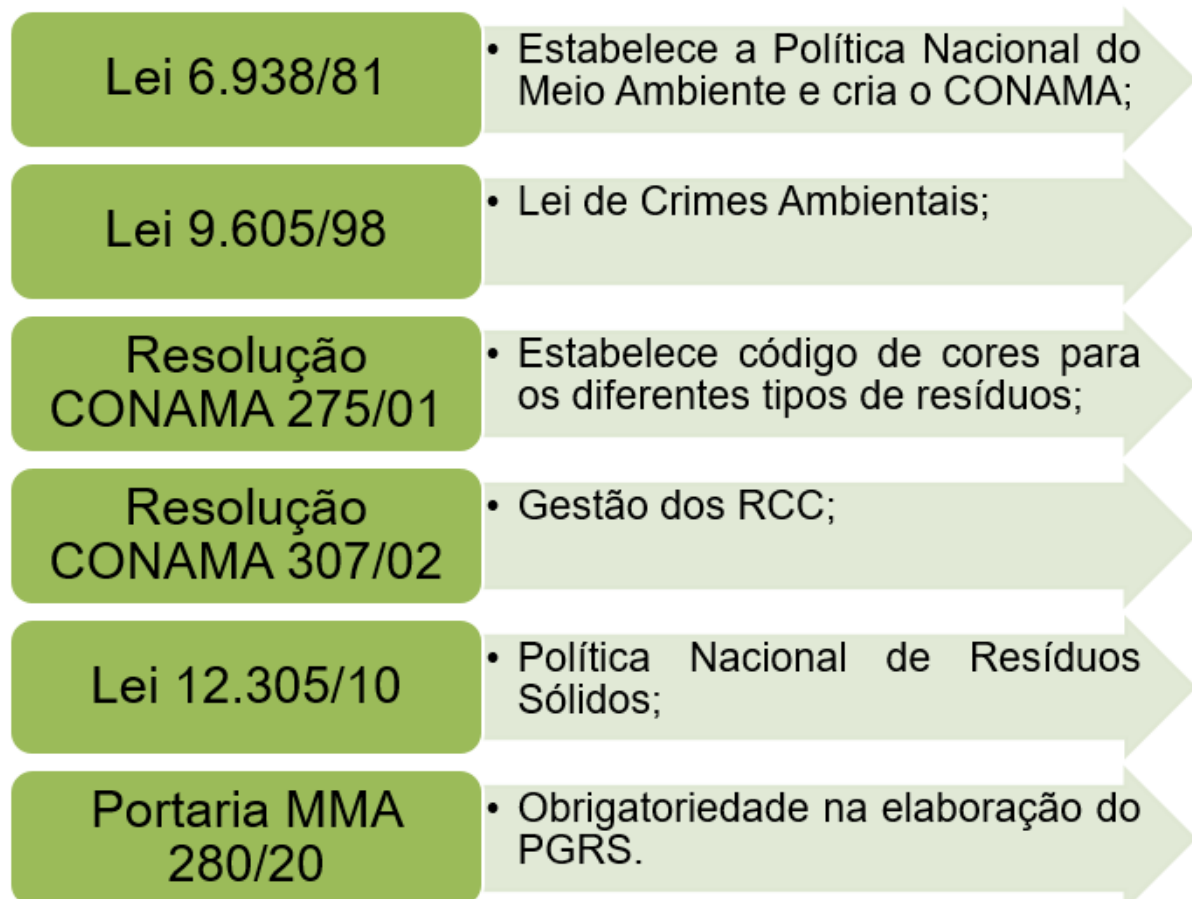 Lei 6.938/81
• Estabelece a Política Nacional do
Meio Ambiente e cria o CONAMA;
Lei 9.605/98
• Lei de Crimes Ambientais;
Resolução
CONAMA 275/01
• Estabelece código de cores para
os diferentes tipos de resíduos;
Resolução
CONAMA 307/02
• Gestão dos RCC;
Lei 12.305/10
• Política Nacional de Resíduos
Sólidos;
Portaria MMA
280/20
• Obrigatoriedade na elaboração do
PGRS.